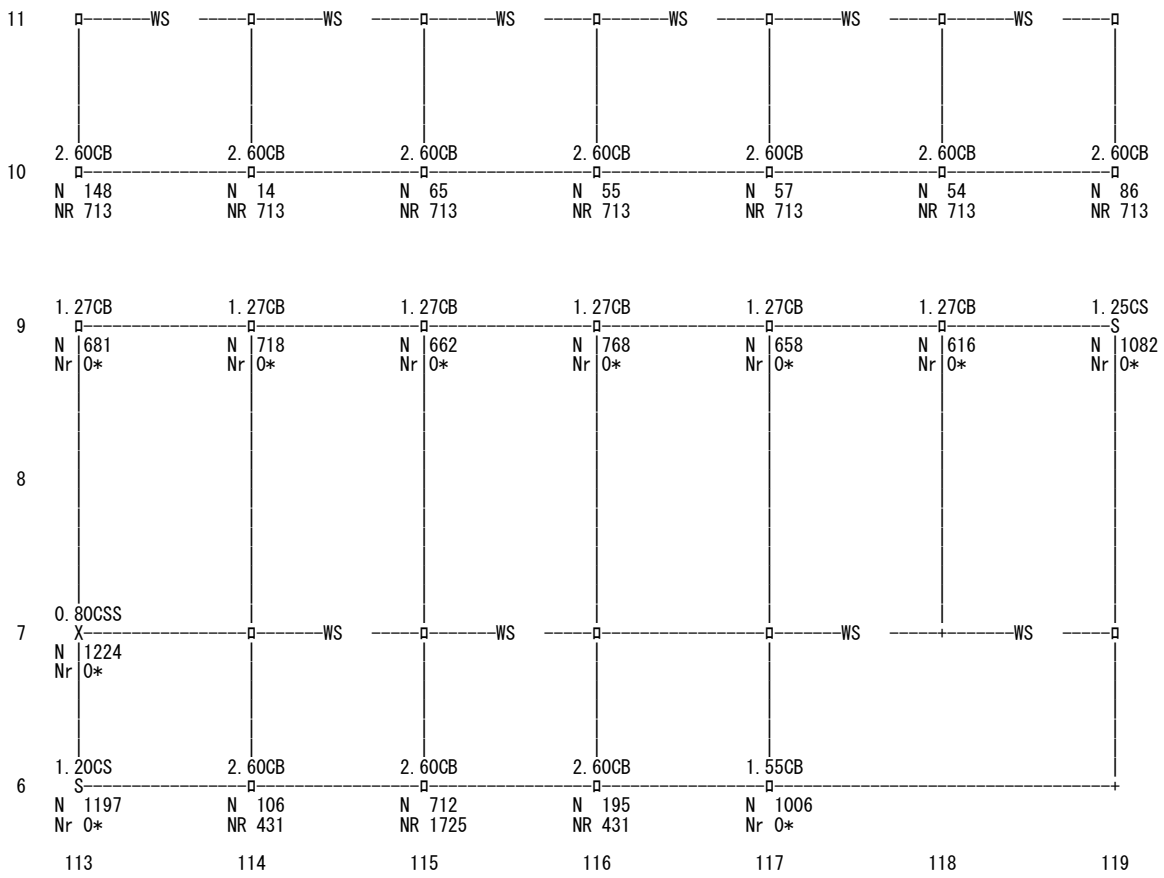 11 WS WS WS WS WS WS
2.60CB 2.60CB 2.60CB 2.60CB 2.60CB 2.60CB 2.60CB
10
N 148 N 14 N 65 N 55 N 57 N 54 N 86
NR 713 NR 713 NR 713 NR 713 NR 713 NR 713 NR 713
1.27CB 1.27CB 1.27CB 1.27CB 1.27CB 1.27CB 1.25CS
9 S
N 681 N 718 N 662 N 768 N 658 N 616 N 1082
Nr 0* Nr 0* Nr 0* Nr 0* Nr 0* Nr 0* Nr 0*
8
0.80CSS
7 X WS WS WS WS
N 1224
Nr 0*
1.20CS 2.60CB 2.60CB 2.60CB 1.55CB
6 S
N 1197 N 106 N 712 N 195 N 1006
Nr 0* NR 431 NR 1725 NR 431 Nr 0*
113 114 115 116 117 118 119